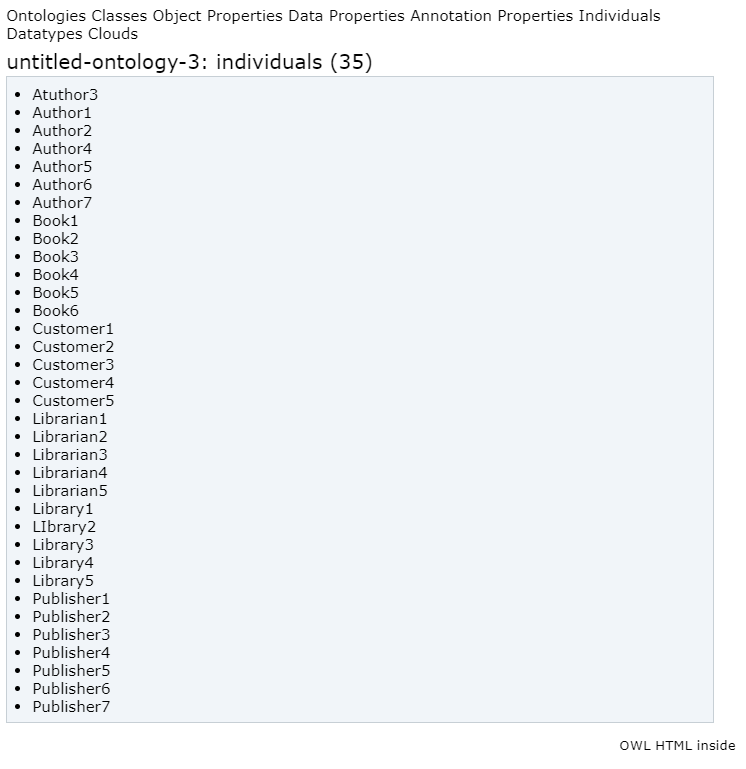 Ontologies Classes Object Properties Data Properties Annotation Properties Individuals
Datatypes Clouds
untitled-ontology-3: individuals (35)
Atuthor3
Author1
Author2
Author4
Author5
Author6
Author7
Book1
Book2
Book3
Book4
Book5
Book6
Customer1
Customer2
Customer3
Customer4
Customer5
Librarian1
Librarian2
Librarian3
Librarian4
Librarian5
Library1
LIbrary2
Library3
Library4
Library5
Publisher1
Publisher2
Publisher3
Publisher4
Publisher5
Publisher6
Publisher7
OWL HTML inside